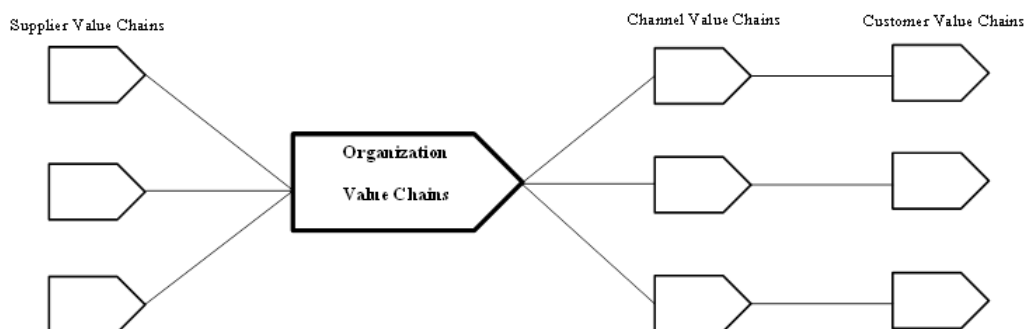 Supplier Value Chains
Channel Value Chains
Customer Value Chains
Organization
Value Chains